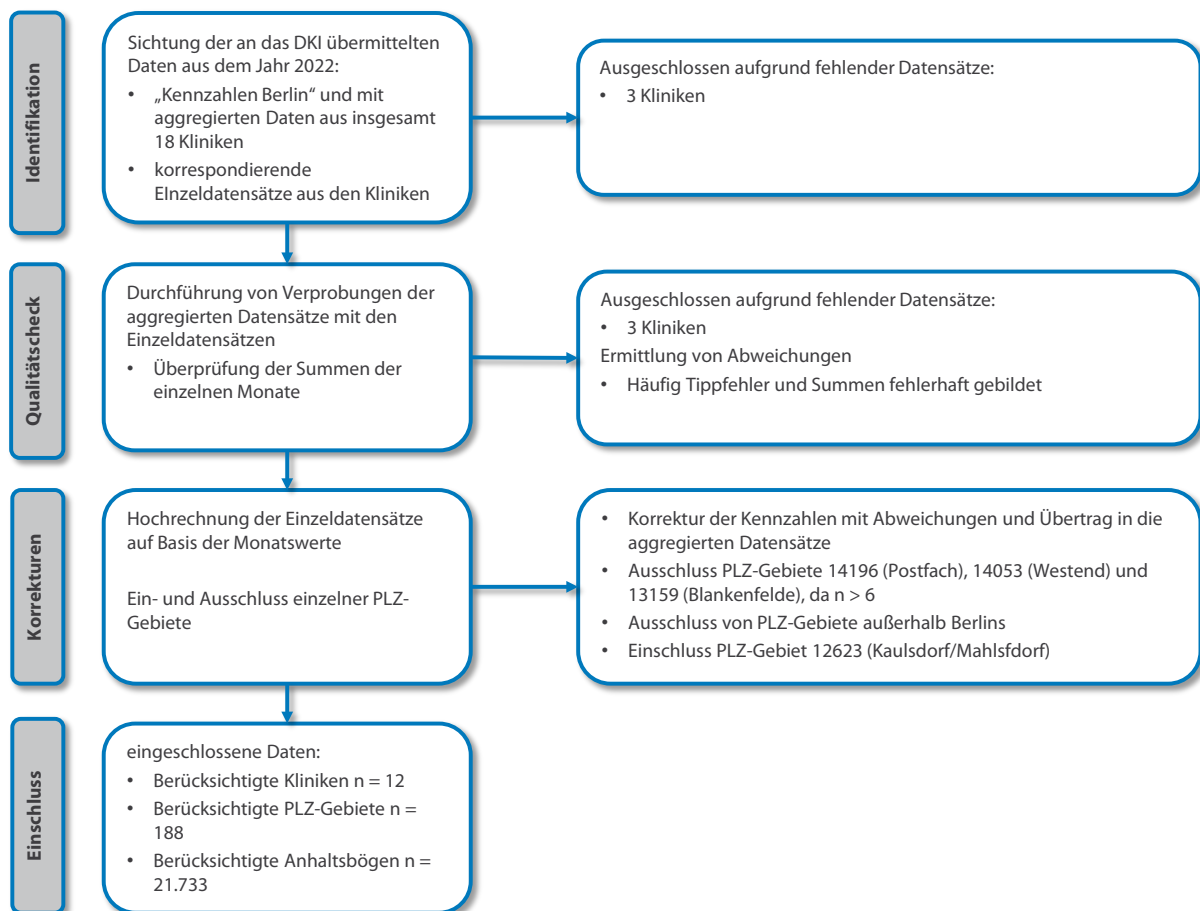 Identifikation
Sichtung der an das DKI übermittelten
Daten aus dem Jahr 2022:
• „Kennzahlen Berlin“ und mit
aggregierten Daten aus insgesamt
18 Kliniken
• korrespondierende
EInzeldatensätze aus den Kliniken
Ausgeschlossen aufgrund fehlender Datensätze:
• 3 Kliniken
Qualitätscheck
Durchführung von Verprobungen der
aggregierten Datensätze mit den
Einzeldatensätzen
• Überprüfung der Summen der
einzelnen Monate
Ausgeschlossen aufgrund fehlender Datensätze:
• 3 Kliniken
Ermittlung von Abweichungen
• Häufig Tippfehler und Summen fehlerhaft gebildet
Korrekturen
Hochrechnung der Einzeldatensätze
auf Basis der Monatswerte
Ein- und Ausschluss einzelner PLZ-
Gebiete
• Korrektur der Kennzahlen mit Abweichungen und Übertrag in die
aggregierten Datensätze
• Ausschluss PLZ-Gebiete 14196 (Postfach), 14053 (Westend) und
13159 (Blankenfelde), da n > 6
• Ausschluss von PLZ-Gebiete außerhalb Berlins
• Einschluss PLZ-Gebiet 12623 (Kaulsdorf/Mahlsfdorf)
Einschluss
eingeschlossene Daten:
• Berücksichtigte Kliniken n = 12
• Berücksichtigte PLZ-Gebiete n =
188
• Berücksichtigte Anhaltsbögen n =
21.733